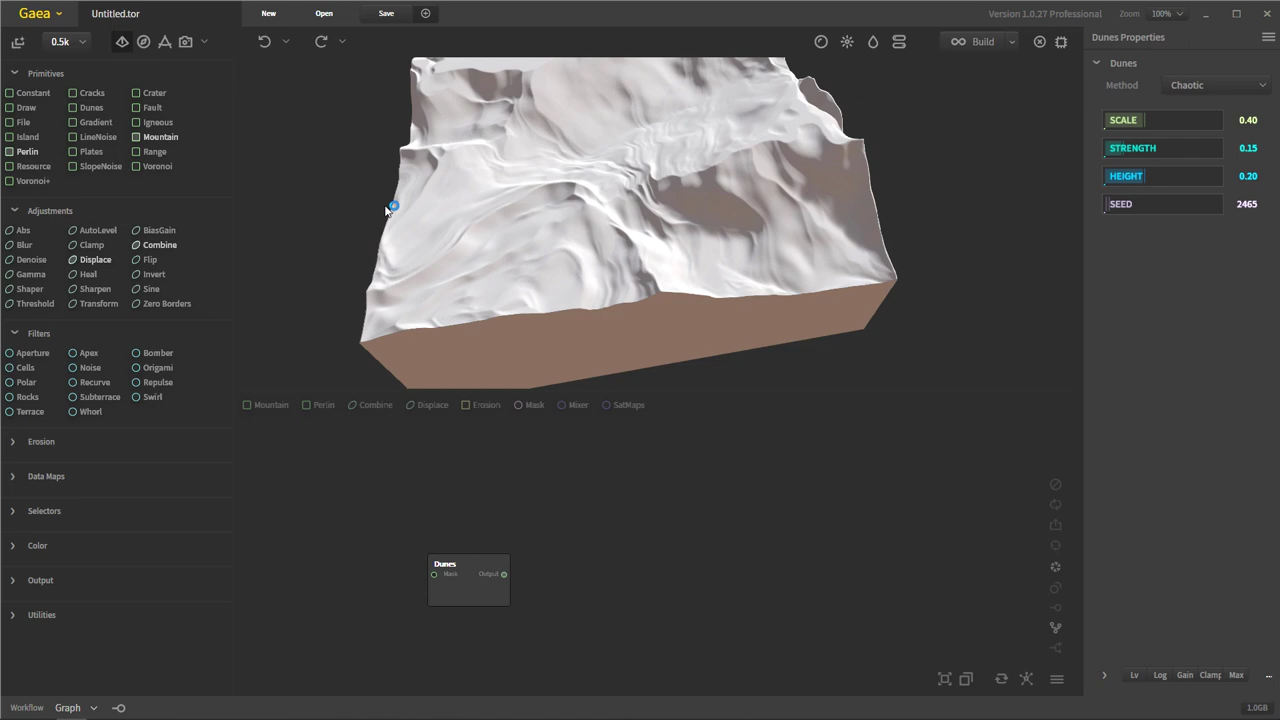 Gaea
Untitled.tor
New
Open
Save
Version 1.0.27 Professional
Zoom
100%
0.5k
Build
Dunes Properties
Primitives
Constant Cracks Crater
Draw Dunes Fault
File Gradient Igneous
Island LineNoise Mountain
Perlin Plates Range
Resource SlopeNoise Voronoi
Voronoi+
Adjustments
Abs AutoLevel BiasGain
Blur Clamp Combine
Denoise Displace Flip
Gamma Heal Invert
Shaper Sharpen Sine
Threshold Transform Zero Borders
Filters
Aperture Apex Bomber
Cells Noise Origami
Polar Recurve Repulse
Rocks Subterrace Swirl
Terrace Whorl
Erosion
Data Maps
Selectors
Color
Output
Utilities
Mountain Perlin Combine Displace Erosion Mask Mixer SatMaps
Dunes
Mask Output
Dunes
Method Chaotic
SCALE 0.40
STRENGTH 0.15
HEIGHT 0.20
SEED 2465
Lv Log Gain Clamp Max ...
Workflow Graph
1.0GB